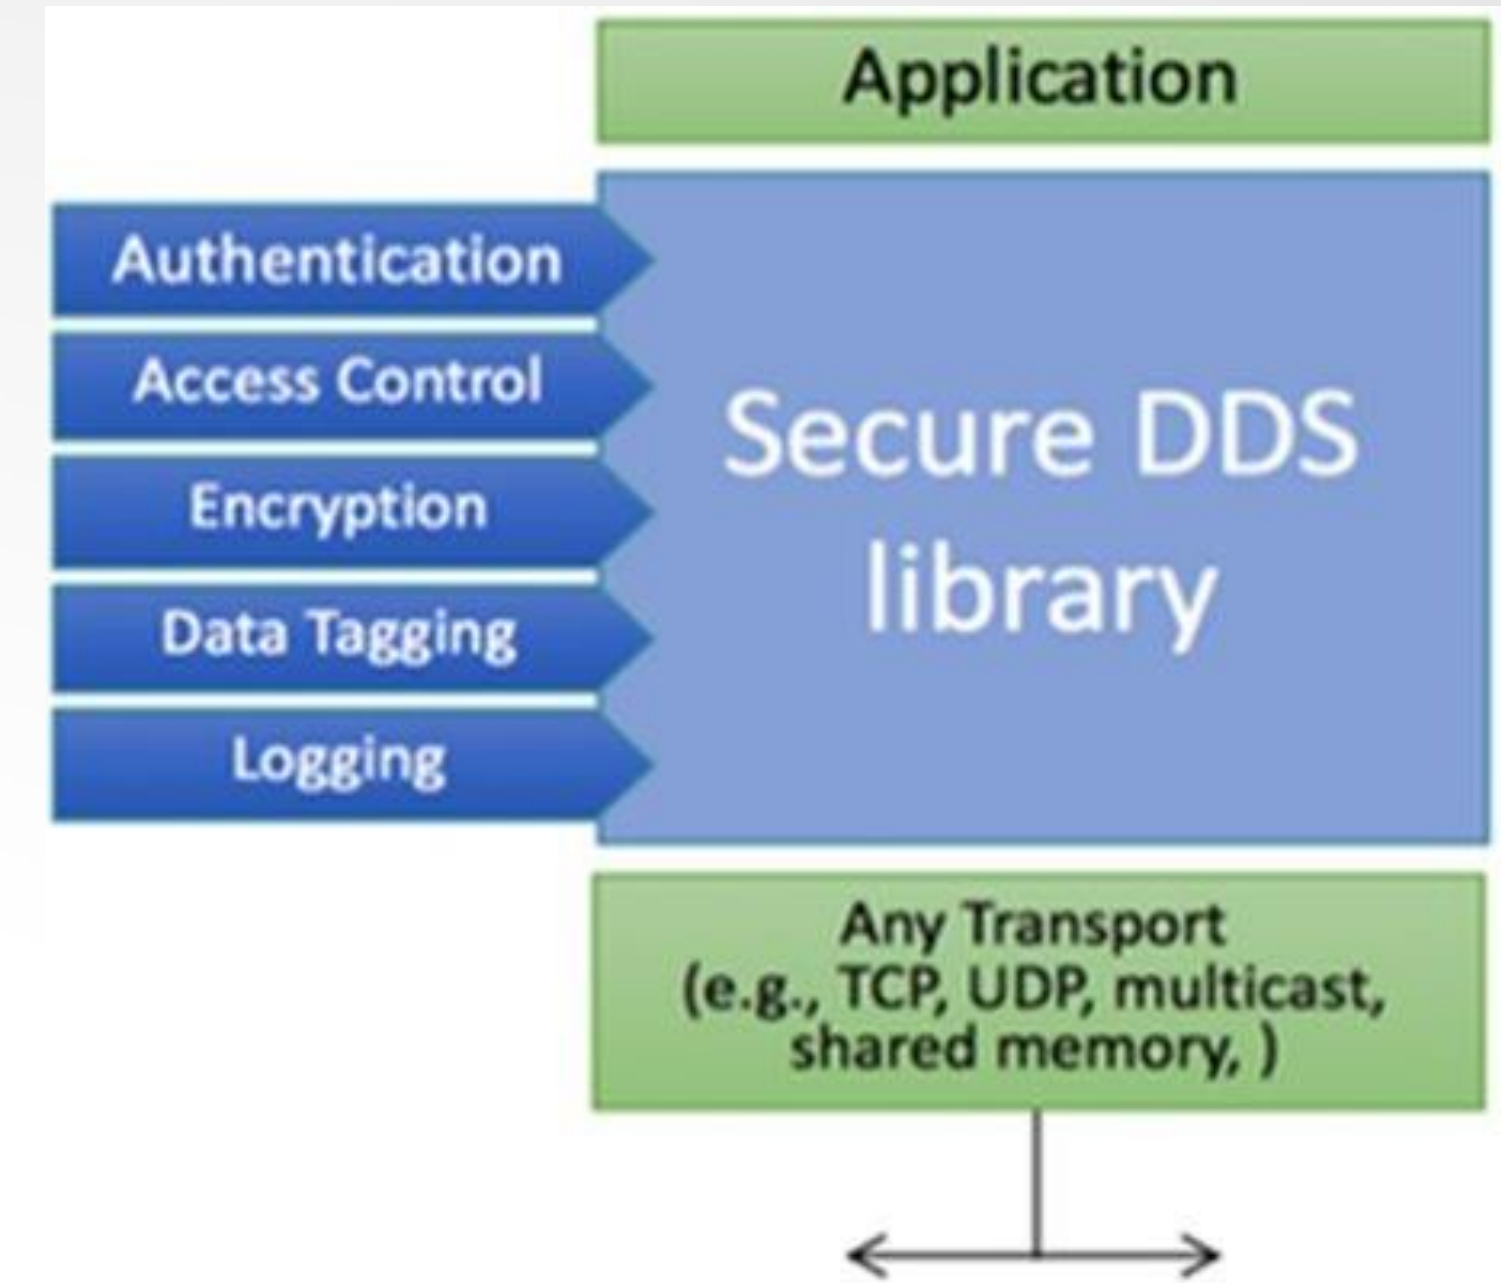 Application
Authentication
Access Control
Encryption
Data Tagging
Logging
Secure DDS
library
Any Transport
(e.g., TCP, UDP, multicast,
shared memory, )